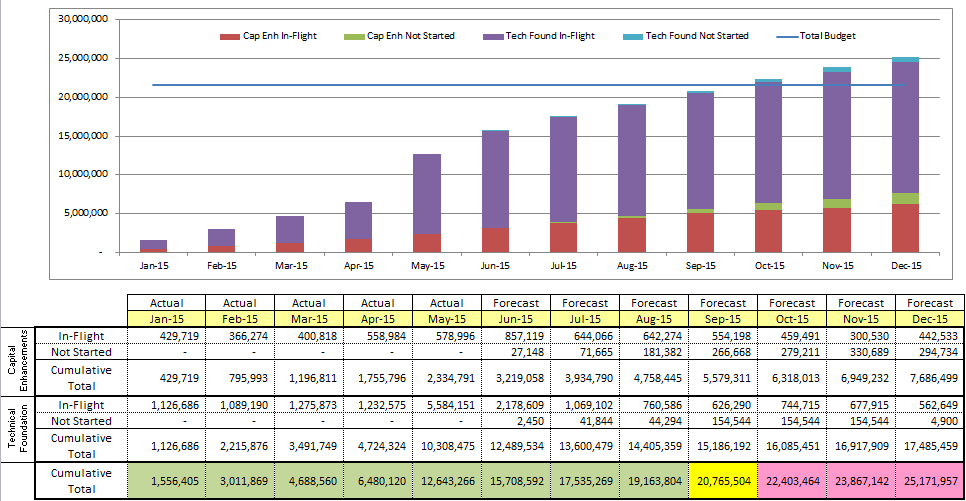 30,000,000
Cap Enh In-Flight Cap Enh Not Started Tech Found In-Flight Tech Found Not Started Total Budget
25,000,000
20,000,000
15,000,000
10,000,000
5,000,000
-
Jan-15 Feb-15 Mar-15 Apr-15 May-15 Jun-15 Jul-15 Aug-15 Sep-15 Oct-15 Nov-15 Dec-15
Actual Actual Actual Actual Actual Forecast Forecast Forecast Forecast Forecast Forecast Forecast
Jan-15 Feb-15 Mar-15 Apr-15 May-15 Jun-15 Jul-15 Aug-15 Sep-15 Oct-15 Nov-15 Dec-15
Capital
Enhancements
In-Flight 429,719 366,274 400,818 558,984 578,996 857,119 644,066 642,274 554,198 459,491 300,530 442,533
Not Started - - - - - 27,148 71,665 181,382 266,668 279,211 330,689 294,734
Cumulative
Total 429,719 795,993 1,196,811 1,755,796 2,334,791 3,219,058 3,934,790 4,758,445 5,579,311 6,318,013 6,949,232 7,686,499
Technical
Foundation
In-Flight 1,126,686 1,089,190 1,275,873 1,232,575 5,584,151 2,178,609 1,069,102 760,586 626,290 744,715 677,915 562,649
Not Started - - - - - 2,450 41,844 44,294 154,544 154,544 154,544 4,900
Cumulative
Total 1,126,686 2,215,876 3,491,749 4,724,324 10,308,475 12,489,534 13,600,479 14,405,359 15,186,192 16,085,451 16,917,909 17,485,459
Cumulative
Total 1,556,405 3,011,869 4,688,560 6,480,120 12,643,266 15,708,592 17,535,269 19,163,804 20,765,504 22,403,464 23,867,142 25,171,957